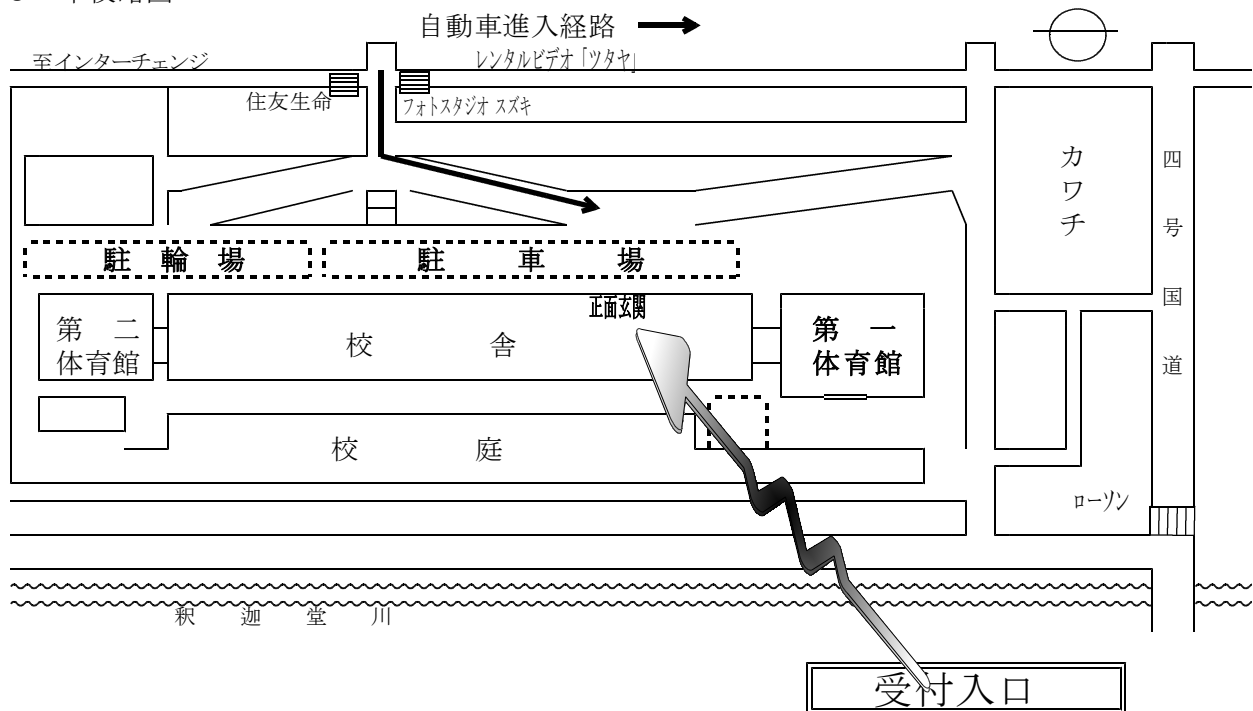 自動車進入経路
至インターチェンジ
レンタルビデオ「ツタヤ」
住友生命
フォトスタジオ スズキ
カワチ
四号国道
駐輪場
駐車場
正面玄関
第二
体育館
校舎
第一
体育館
校庭
ローソン
釈迦堂川
受付入口